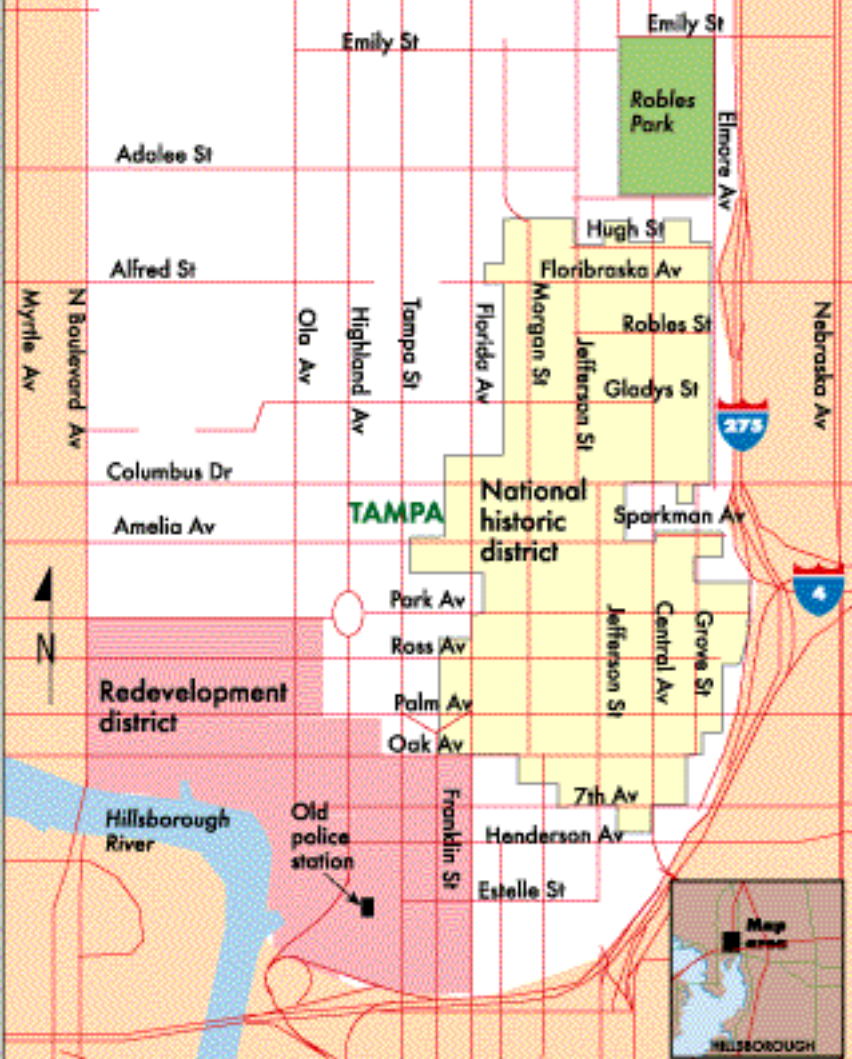 Emily St
Emily St
Robles
Park
Elmore Av
Adalee St
Hugh St
Alfred St
Floribraska Av
Myrtle Av
N Boulevard Av
Ola Av
Highland Av
Tampa St
Florida Av
Morgan St
Jefferson St
Robles St
Nebraska Av
Gladys St
275
Columbus Dr
National
historic
district
TAMPA
Sparkman Av
Amelia Av
4
N
Park Av
Ross Av
Jefferson St
Central Av
Grove St
Redevelopment
district
Palm Av
Oak Av
7th Av
Franklin St
Hillsborough
River
Old
police
station
Henderson Av
Estelle St
Map
area
HILLSBOROUGH